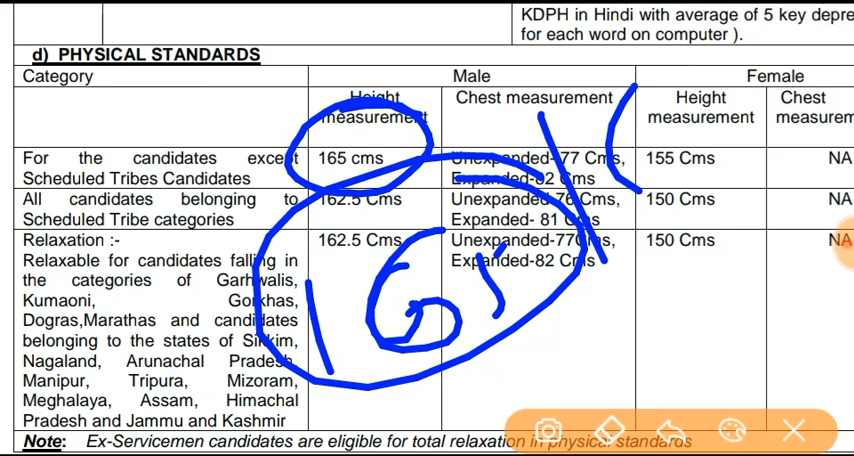 KDPH in Hindi with average of 5 key depre
for each word on computer ).
d) PHYSICAL STANDARDS
Category Male Female
Height measurement Chest measurement Height measurement Chest measurem
For the candidates except Scheduled Tribes Candidates 165 cms Unexpanded- 77 Cms, Expanded-82 Cms 155 Cms NA
All candidates belonging to Scheduled Tribe categories 162.5 Cms Unexpanded-76 Cms, Expanded- 81 Cms 150 Cms NA
Relaxation :- 162.5 Cms Unexpanded-77Cms, 150 Cms NA
Relaxable for candidates falling in Expanded-82 Cms
the categories of Garhwalis,
Kumaoni, Gorkhas,
Dogras,Marathas and candidates
belonging to the states of Sikkim,
Nagaland, Arunachal Pradesh,
Manipur, Tripura, Mizoram,
Meghalaya, Assam, Himachal
Pradesh and Jammu and Kashmir
Note: Ex-Servicemen candidates are eligible for total relaxation in physical standards